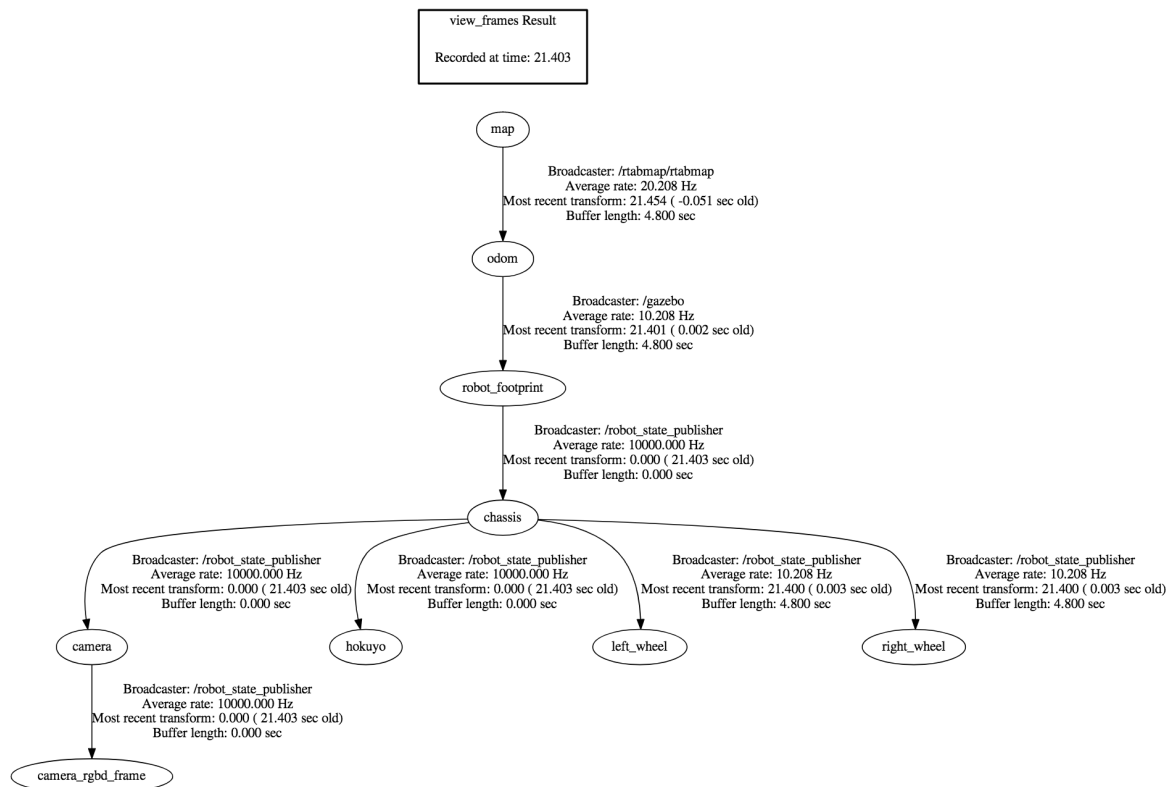 view_frames Result
Recorded at time: 21.403
map
Broadcaster: /rtabmap/rtabmap
Average rate: 20.208 Hz
Most recent transform: 21.454 ( -0.051 sec old)
Buffer length: 4.800 sec
odom
Broadcaster: /gazebo
Average rate: 10.208 Hz
Most recent transform: 21.401 ( 0.002 sec old)
Buffer length: 4.800 sec
robot_footprint
Broadcaster: /robot_state_publisher
Average rate: 10000.000 Hz
Most recent transform: 0.000 ( 21.403 sec old)
Buffer length: 0.000 sec
chassis
Broadcaster: /robot_state_publisher
Average rate: 10000.000 Hz
Most recent transform: 0.000 ( 21.403 sec old)
Buffer length: 0.000 sec
Broadcaster: /robot_state_publisher
Average rate: 10000.000 Hz
Most recent transform: 0.000 ( 21.403 sec old)
Buffer length: 0.000 sec
Broadcaster: /robot_state_publisher
Average rate: 10.208 Hz
Most recent transform: 21.400 ( 0.003 sec old)
Buffer length: 4.800 sec
Broadcaster: /robot_state_publisher
Average rate: 10.208 Hz
Most recent transform: 21.400 ( 0.003 sec old)
Buffer length: 4.800 sec
camera
hokuyo
left_wheel
right_wheel
Broadcaster: /robot_state_publisher
Average rate: 10000.000 Hz
Most recent transform: 0.000 ( 21.403 sec old)
Buffer length: 0.000 sec
camera_rgbd_frame